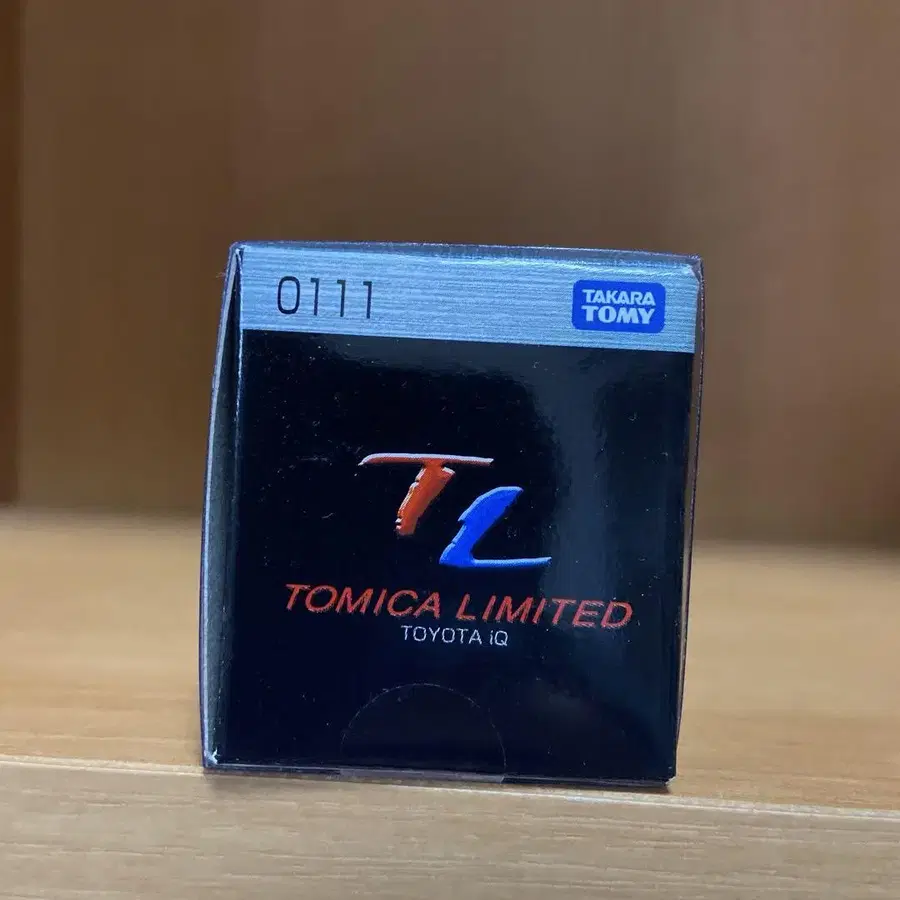 0111
TAKARA
TOMY
TL
TOMICA LIMITED
TOYOTA iQ